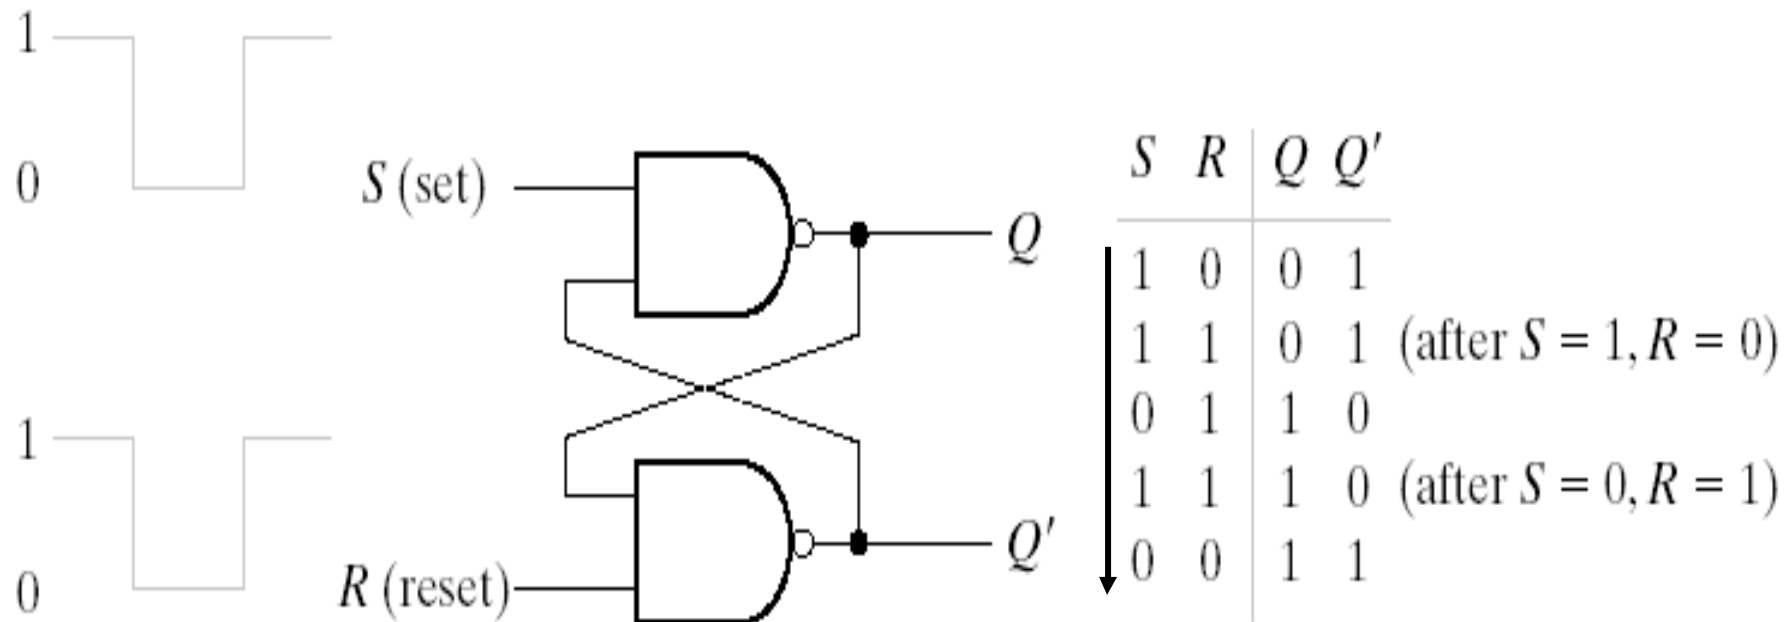 1
0
S (set)
Q
1
0
R (reset)
Q′
S R Q Q′
1 0 0 1
1 1 0 1 (after S = 1, R = 0)
0 1 1 0
1 1 1 0 (after S = 0, R = 1)
0 0 1 1